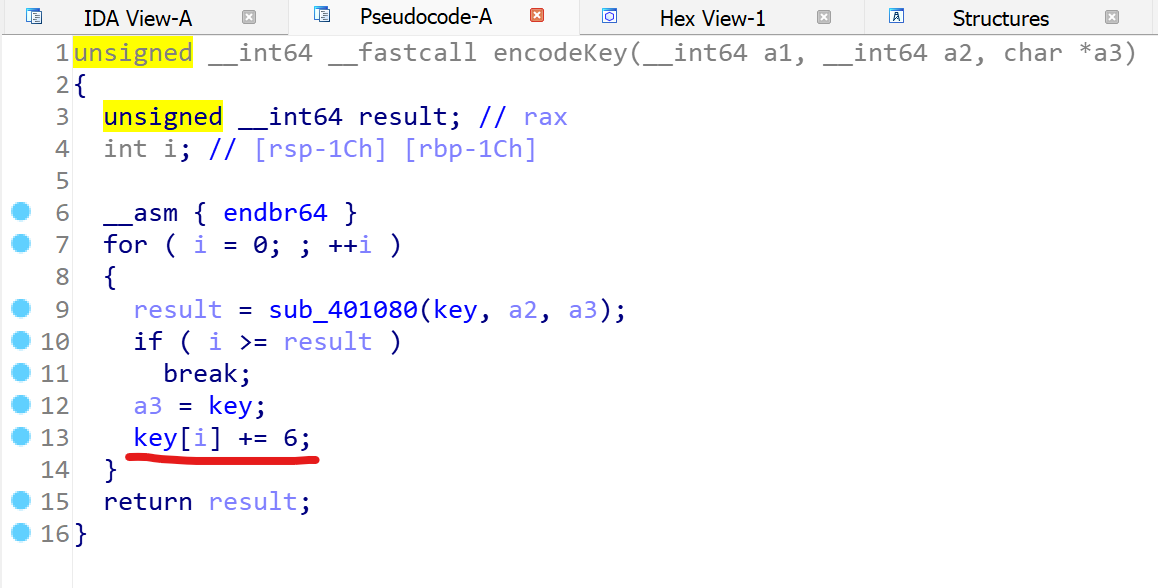 IDA View-A Pseudocode-A Hex View-1 Structures
1 unsigned __int64 __fastcall encodeKey(__int64 a1, __int64 a2, char *a3)
2 {
3   unsigned __int64 result; // rax
4   int i; // [rsp-1Ch] [rbp-1Ch]
5
6   __asm { endbr64 }
7   for ( i = 0; ; ++i )
8   {
9     result = sub_401080(key, a2, a3);
10     if ( i >= result )
11       break;
12     a3 = key;
13     key[i] += 6;
14   }
15   return result;
16 }